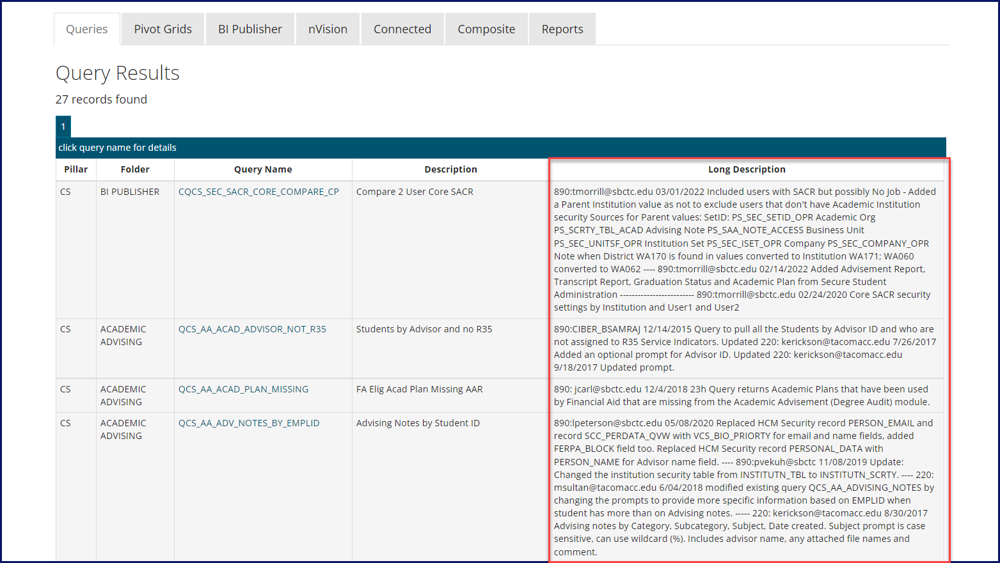 Queries Pivot Grids BI Publisher nVision Connected Composite Reports
Query Results
27 records found
1
click query name for details
Pillar Folder Query Name Description Long Description
CS BI PUBLISHER CQCS_SEC_SACR_CORE_COMPARE_CP Compare 2 User Core SACR
890:tmorrill@sbctc.edu 03/01/2022 Included users with SACR but possibly No Job - Added
a Parent Institution value as not to exclude users that don't have Academic Institution
security Sources for Parent values: SetID: PS_SEC_SETID_OPR Academic Org
PS_SCRTY_TBL_ACAD Advising Note PS_SAA_NOTE_ACCESS Business Unit
PS_SEC_UNITSF_OPR Institution Set PS_SEC_ISET_OPR Company PS_SEC_COMPANY_OPR
Note when District WA170 is found in values converted to Institution WA171; WA060
converted to WA062 ---- 890:tmorrill@sbctc.edu 02/14/2022 Added Advisement Report,
Transcript Report, Graduation Status and Academic Plan from Secure Student
Administration ------------------------- 890:tmorrill@sbctc.edu 02/24/2020 Core SACR security
settings by Institution and User1 and User2
CS ACADEMIC
ADVISING
QCS_AA_ACAD_ADVISOR_NOT_R35 Students by Advisor and no R35
890:CIBER_BSAMRAJ 12/14/2015 Query to pull all the Students by Advisor ID and who are
not assigned to R35 Service Indicators. Updated 220: kerickson@tacomacc.edu 7/26/2017
Added an optional prompt for Advisor ID. Updated 220: kerickson@tacomacc.edu
9/18/2017 Updated prompt.
CS ACADEMIC
ADVISING
QCS_AA_ACAD_PLAN_MISSING FA Elig Acad Plan Missing AAR
890: jcarl@sbctc.edu 12/4/2018 23h Query returns Academic Plans that have been used
by Financial Aid that are missing from the Academic Advisement (Degree Audit) module.
CS ACADEMIC
ADVISING
QCS_AA_ADV_NOTES_BY_EMPLID Advising Notes by Student ID
890:lpeterson@sbctc.edu 05/08/2020 Replaced HCM Security record PERSON_EMAIL and
record SCC_PERDATA_QVW with VCS_BIO_PRIORTY for email and name fields, added
FERPA_BLOCK field too. Replaced HCM Security record PERSONAL_DATA with
PERSON_NAME for Advisor name field. ---- 890:pvekuh@sbctc 11/08/2019 Update:
Changed the institution security table from INSTITUTN_TBL to INSTITUTN_SCRTY. ---- 220:
msultan@tacomacc.edu 6/04/2018 modified existing query QCS_AA_ADVISING_NOTES by
changing the prompts to provide more specific information based on EMPLID when
student has more than on Advising notes. ----- 220: kerickson@tacomacc.edu 8/30/2017
Advising notes by Category, Subcategory, Subject, Date created. Subject prompt is case
sensitive, can use wildcard (%). Includes advisor name, any attached file names and
comment.